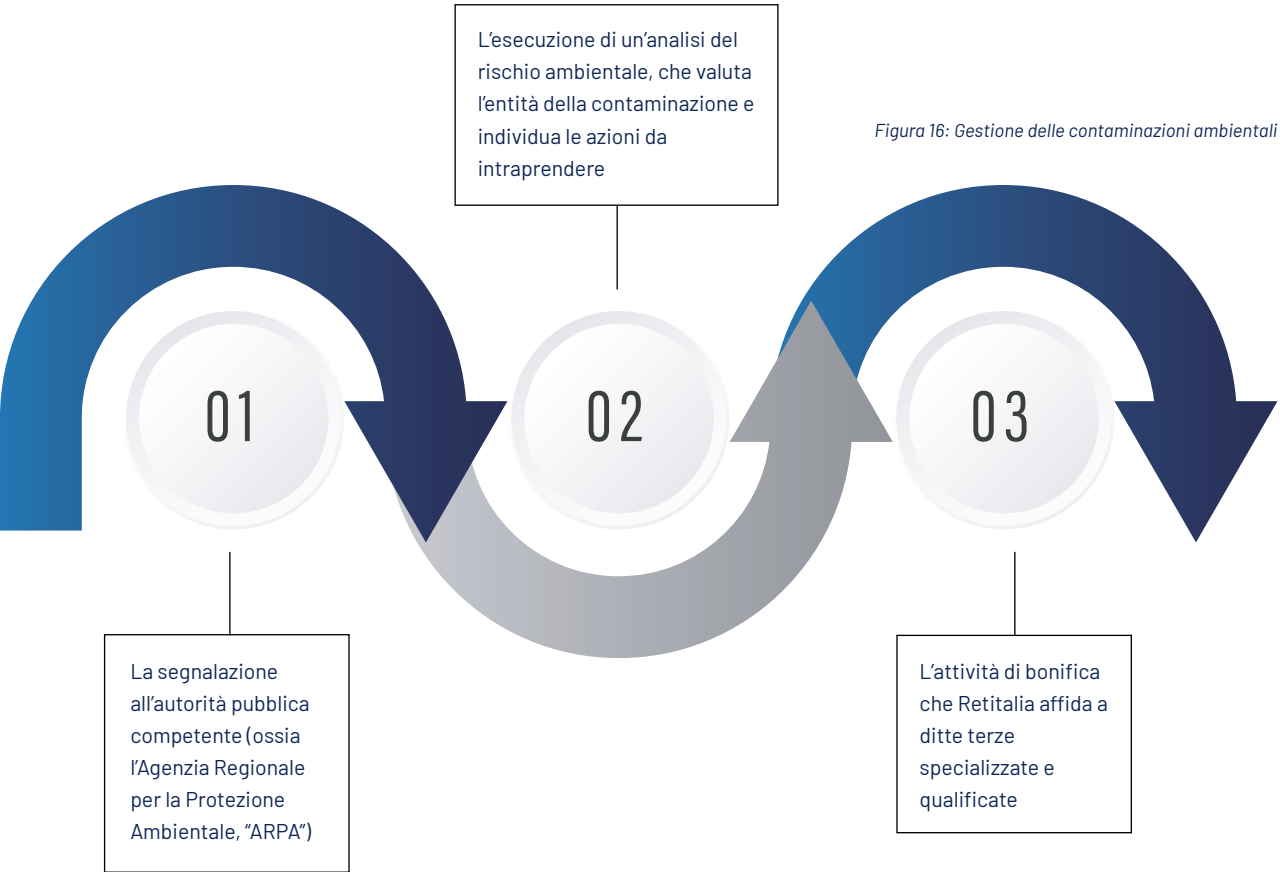 L'esecuzione di un'analisi del
rischio ambientale, che valuta
l'entità della contaminazione e
individua le azioni da
intraprendere
Figura 16: Gestione delle contaminazioni ambientali
01
02
03
La segnalazione
all'autorità pubblica
competente (ossia
l'Agenzia Regionale
per la Protezione
Ambientale, “ARPA”)
L'attività di bonifica
che Retitalia affida a
ditte terze
specializzate e
qualificate